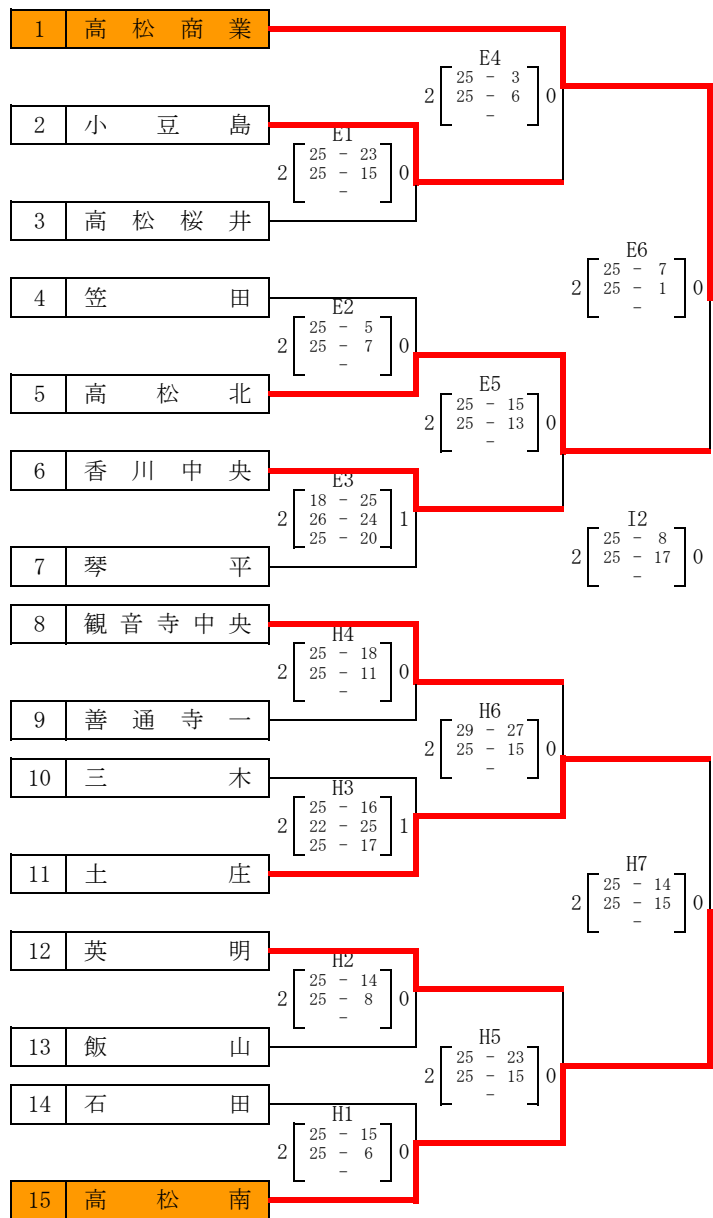 1 高松商業
E4
25 - 3
2 25 - 6 0
-
2 小豆島
E1
25 - 23
2 25 - 15 0
-
3 高松桜井
E6
25 - 7
2 25 - 1 0
-
4 笠田
E2
25 - 5
2 25 - 7 0
-
5 高松北
E5
25 - 15
2 25 - 13 0
-
6 香川中央
E3
18 - 25
2 26 - 24 1
25 - 20
7 琴平
I2
25 - 8
2 25 - 17 0
-
8 観音寺中央
H4
25 - 18
2 25 - 11 0
-
9 善通寺一
H6
29 - 27
2 25 - 15 0
-
10 三木
H3
25 - 16
2 22 - 25 1
25 - 17
11 土庄
H7
25 - 14
2 25 - 15 0
-
12 英明
H2
25 - 14
2 25 - 8 0
-
13 飯山
H5
25 - 23
2 25 - 15 0
-
14 石田
H1
25 - 15
2 25 - 6 0
-
15 高松南